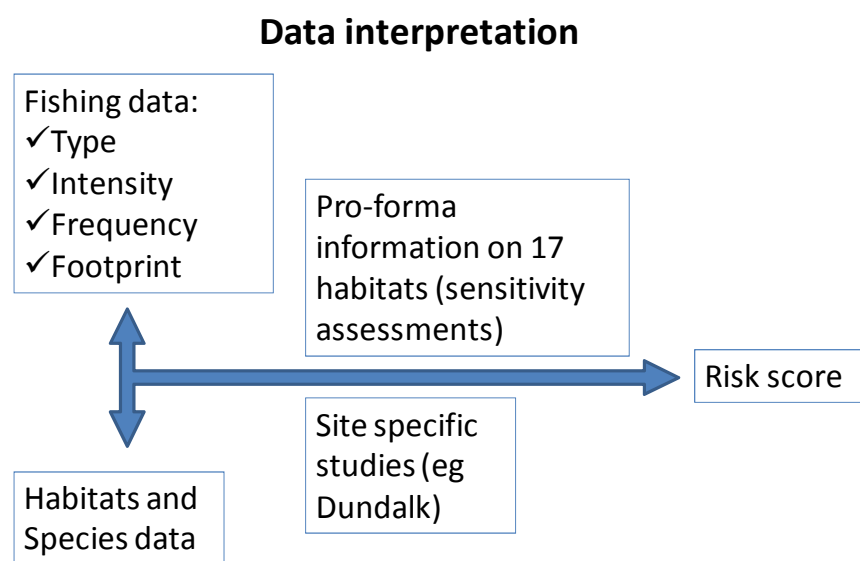 Data interpretation
Fishing data:
✓Type
✓Intensity
✓Frequency
✓Footprint
Pro-forma
information on 17
habitats (sensitivity
assessments)
Risk score
Site specific
studies (eg
Dundalk)
Habitats and
Species data